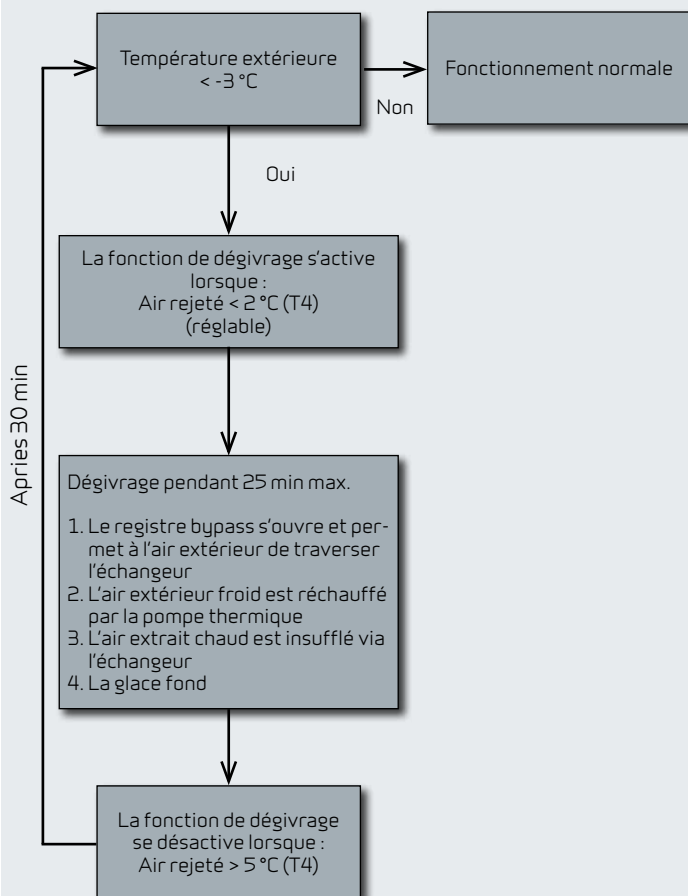 Température extérieure
< -3 °C
Fonctionnement normale
Non
Oui
La fonction de dégivrage s'active
lorsque :
Air rejeté < 2 °C (T4)
(réglable)
Apries 30 min
Dégivrage pendant 25 min max.
1. Le registre bypass s'ouvre et per-
met à l'air extérieur de traverser
l'échangeur
2. L'air extérieur froid est réchauffé
par la pompe thermique
3. L'air extrait chaud est insufflé via
l'échangeur
4. La glace fond
La fonction de dégivrage
se désactive lorsque :
Air rejeté > 5 °C (T4)